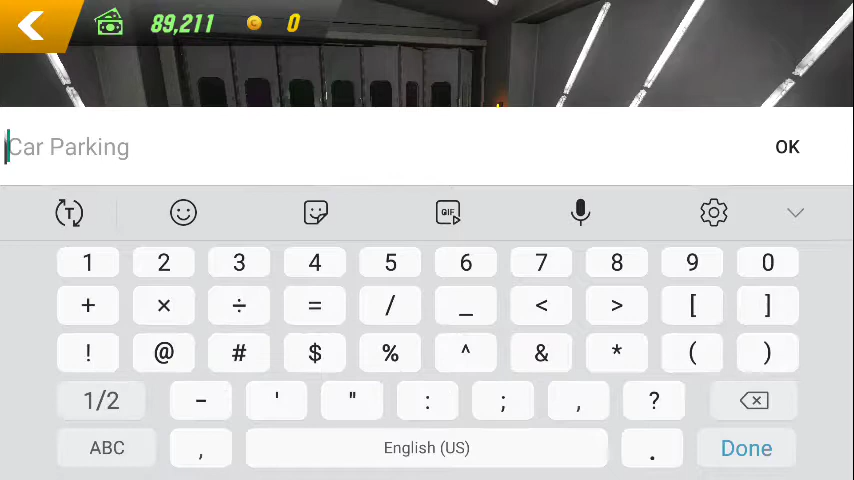 89,211 C 0
Car Parking OK
T GIF
1 2 3 4 5 6 7 8 9 0
+ × ÷ = / _ < > [ ]
! @ # $ % ^ & * ( )
1/2 - ' " : ; , ?
ABC , English (US) . Done